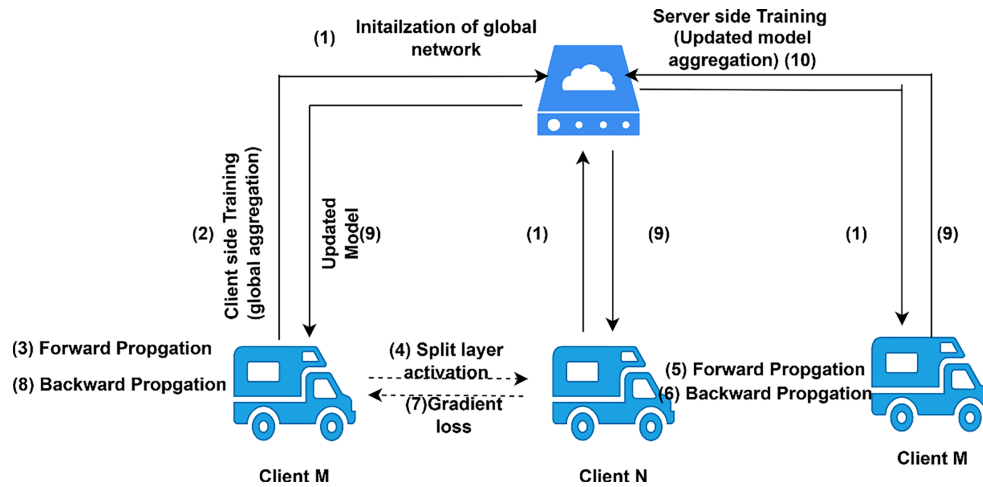 (1)
Initailzation of global
network
Server side Training
(Updated model
aggregation) (10)
(2)
Client side Training
(global aggregation)
Updated
Model
(9)
(1)
(9)
(1)
(9)
(3) Forward Propgation
(8) Backward Propgation
(4) Split layer
activation
(7)Gradient
loss
(5) Forward Propgation
(6) Backward Propgation
Client M
Client N
Client M